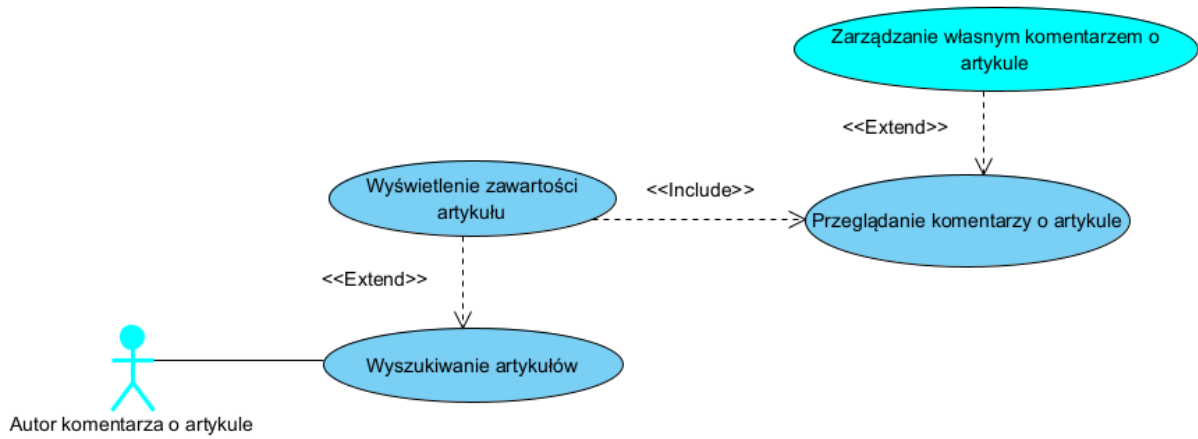 Zarządzanie własnym komentarzem o
artykule
<<Extend>>
Wyświetlenie zawartości
artykułu
<<Include>>
Przeglądanie komentarzy o artykule
<<Extend>>
Wyszukiwanie artykułów
Autor komentarza o artykule